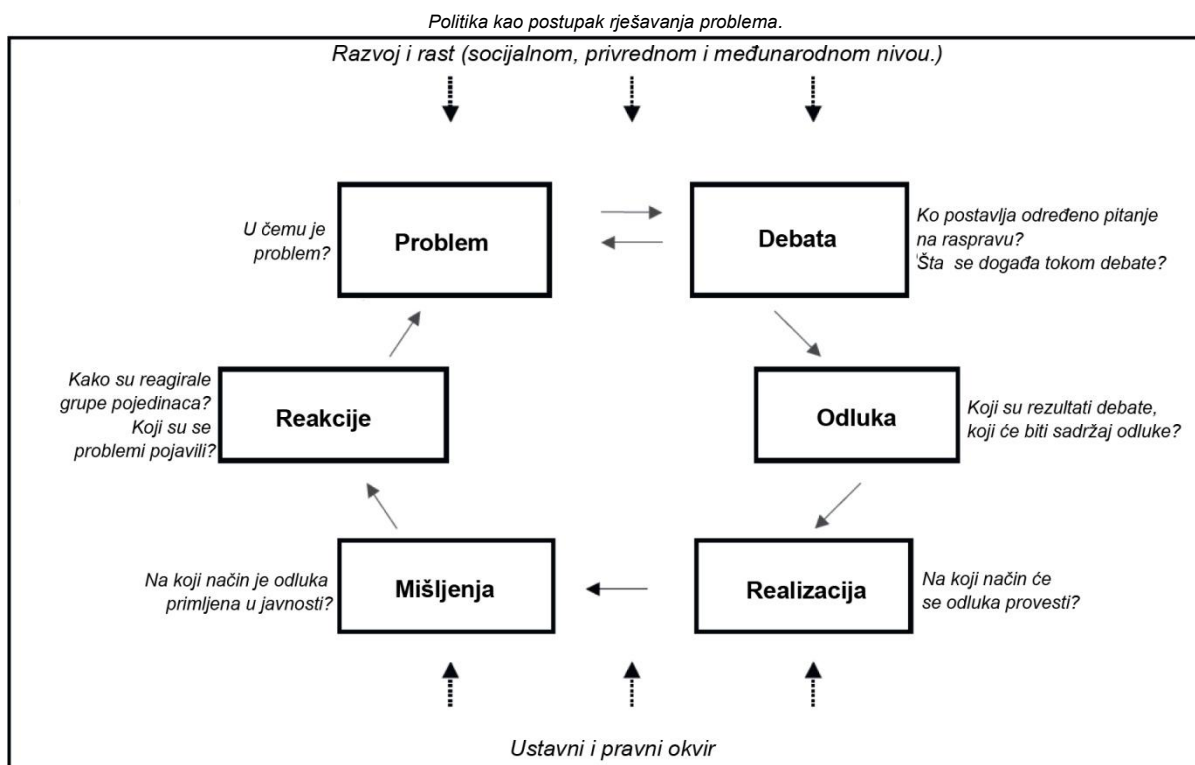 Politika kao postupak rješavanja problema.
Razvoj i rast (socijalnom, privrednom i međunarodnom nivou.)
U čemu je
problem?
Problem
Debata
Ko postavlja određeno pitanje
na raspravu?
'Šta se događa tokom debate?
Kako su reagirale
grupe pojedinaca?
Koji su se
problemi pojavili?
Reakcije
Odluka
Koji su rezultati debate,
koji će biti sadržaj odluke?
Na koji način je odluka
primljena u javnosti?
Mišljenja
Realizacija
Na koji način će
se odluka provesti?
Ustavni i pravni okvir